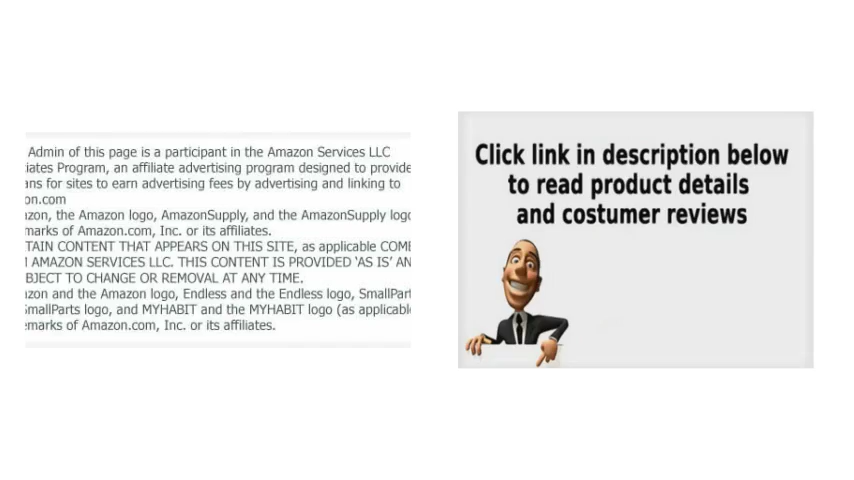 Admin of this page is a participant in the Amazon Services LLC
iates Program, an affiliate advertising program designed to provide
ans for sites to earn advertising fees by advertising and linking to
on.com
azon, the Amazon logo, AmazonSupply, and the AmazonSupply logo
marks of Amazon.com, Inc. or its affiliates.
TAIN CONTENT THAT APPEARS ON THIS SITE, as applicable COME
AMAZON SERVICES LLC. THIS CONTENT IS PROVIDED 'AS IS' AN
BJECT TO CHANGE OR REMOVAL AT ANY TIME.
azon and the Amazon logo, Endless and the Endless logo, SmallPart
SmallParts logo, and MYHABIT and the MYHABIT logo (as applicable
emarks of Amazon.com, Inc. or its affiliates.
Click link in description below
to read product details
and costumer reviews